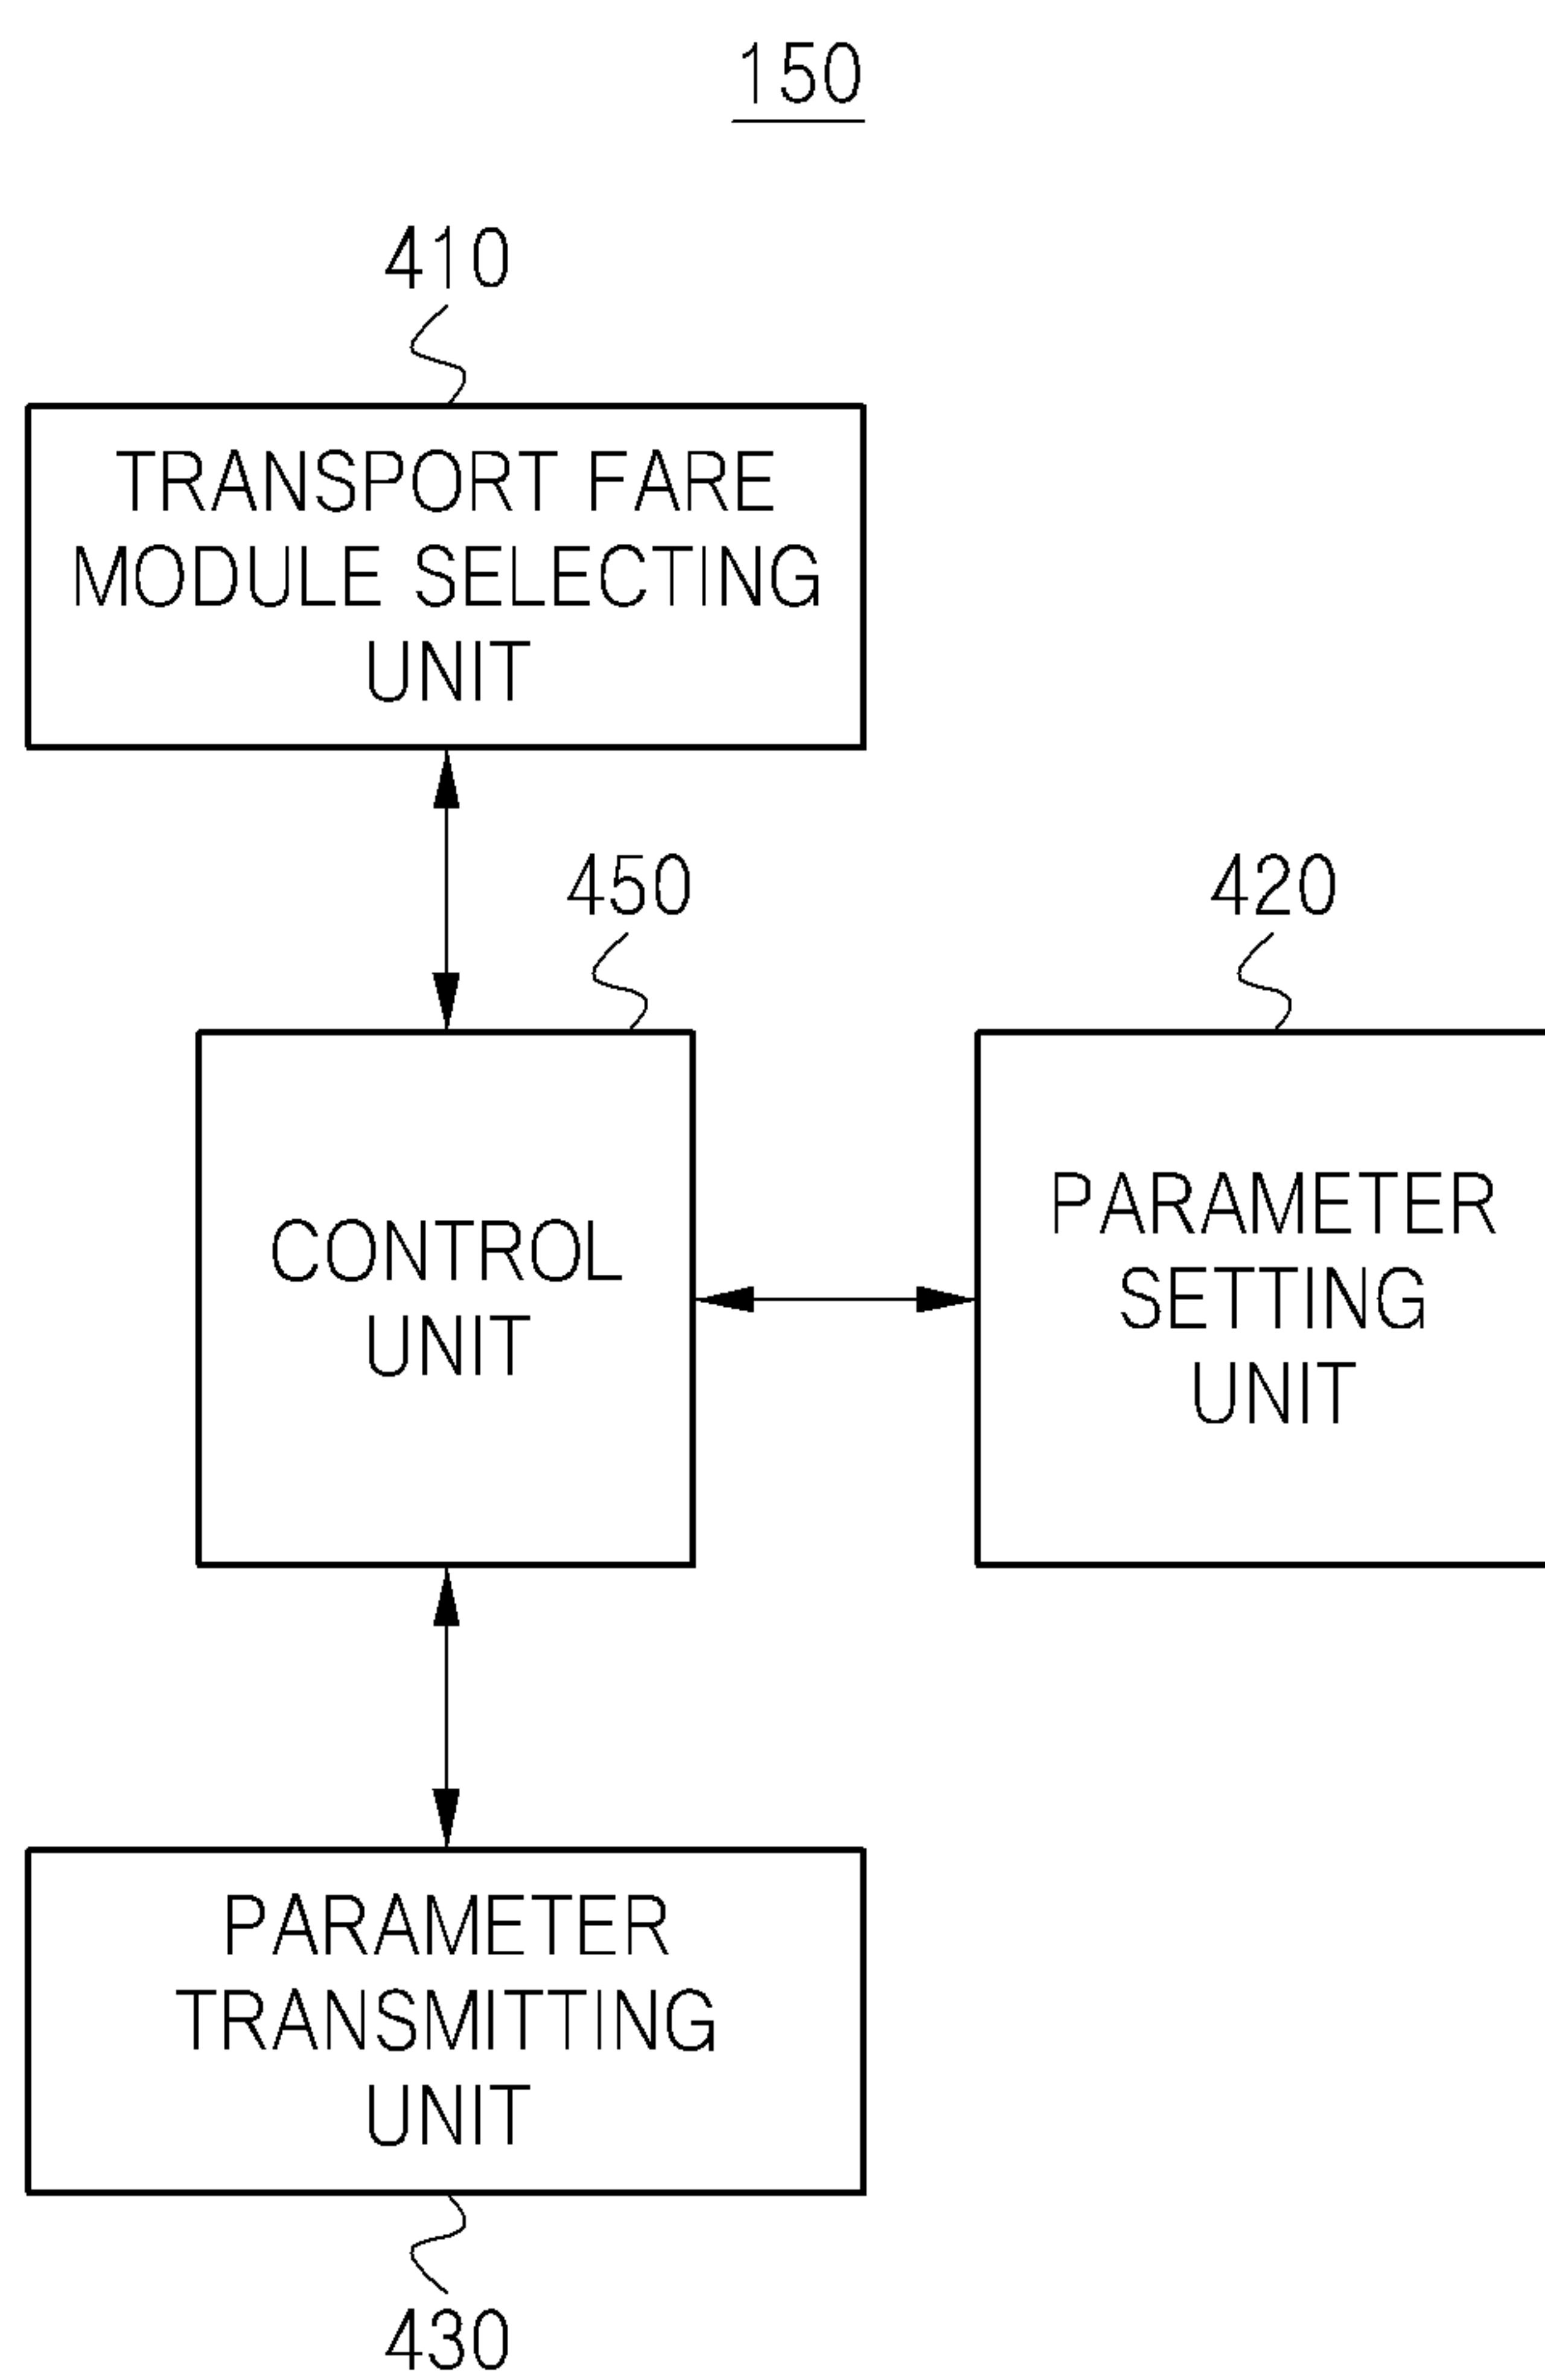 150
410
TRANSPORT FARE
MODULE SELECTING
UNIT
450
420
CONTROL
UNIT
PARAMETER
SETTING
UNIT
PARAMETER
TRANSMITTING
UNIT
430